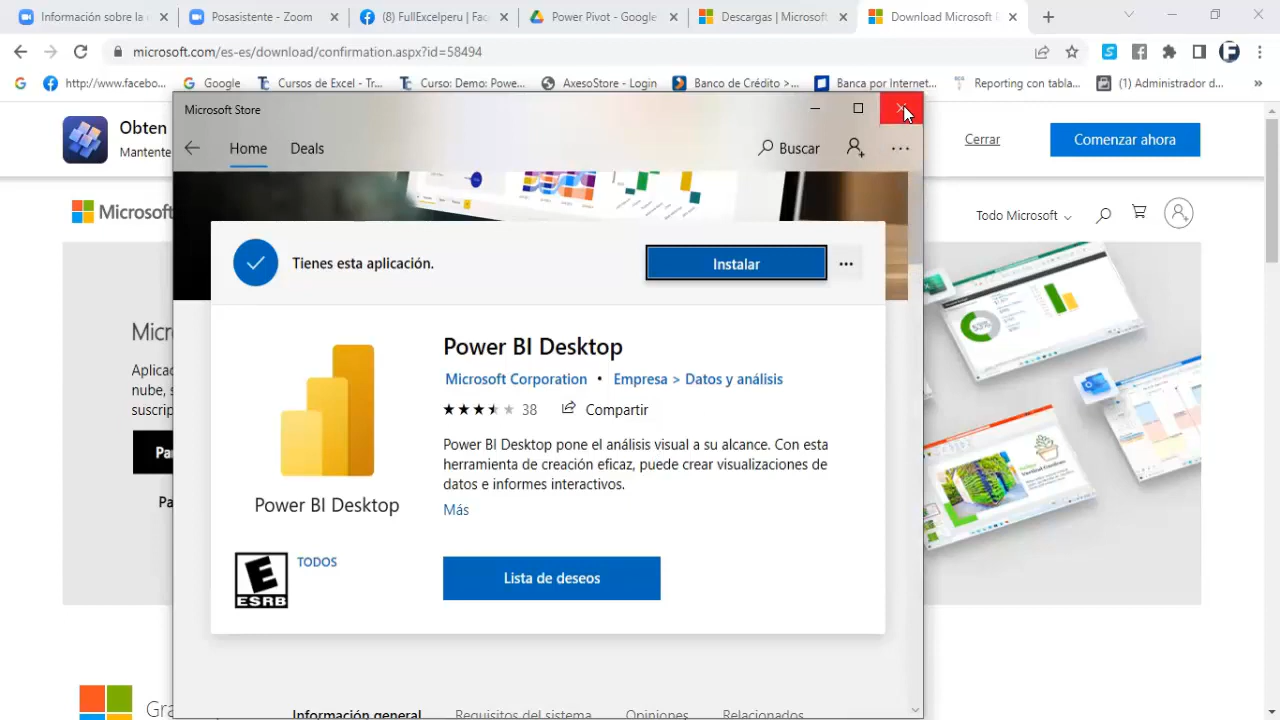 Información sobre la
Posasistenté - Zoom
(8) FullExcelperu | Fac
Power Pivot - Google
Descargas | Microsoft
Download Microsoft
microsoft.com/es-es/download/confirmation.aspx?id=58494
http://www.facebo...
Google
Cursos de Excel - Tr...
Curso: Demo: Powe...
AxesoStore - Login
Banco de Crédito >...
Banca por Internet...
Reporting con tabla...
(1) Administrador d...
»
Obten
Mantente
Cerrar
Comenzar ahora
Microsoft
Todo Microsoft
Micr
Aplicac
nube, s
suscrip
Pa
Pa
Microsoft Store
Home
Deals
Buscar
Tienes esta aplicación.
Instalar
Power BI Desktop
Microsoft Corporation • Empresa > Datos y análisis
38
Compartir
Power BI Desktop pone el análisis visual a su alcance. Con esta
herramienta de creación eficaz, puede crear visualizaciones de
datos e informes interactivos.
Más
Power BI Desktop
E
ESRB
TODOS
Lista de deseos
Gra
Información general
Requisitos del sistema
Opiniones
Relacionados